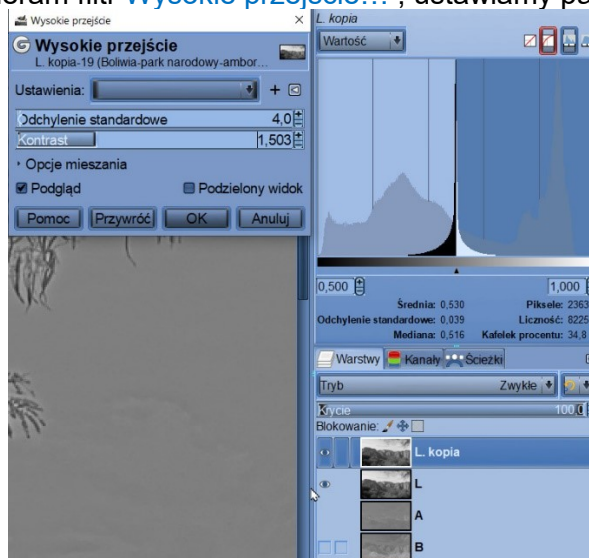 Wysokie przejście…", ustawiamy
Wysokie przejście
Wysokie przejście
L. kopia-19 (Boliwia-park narodowy-ambor...
Ustawienia:
Odchylenie standardowe 4,0
Kontrast 1,503
Opcje mieszania
Podgląd Podzielony widok
Pomoc Przywróć OK Anuluj
L. kopia
Wartość
0,500 1,000
Średnia: 0,530 Piksele: 2363
Odchylenie standardowe: 0,039 Liczność: 8225
Mediana: 0,516 Kafelek procentu: 34,8
Warstwy Kanały Ścieżki
Tryb Zwykłe
Krycie 100,0
Blokowanie:
L. kopia
L
A
B